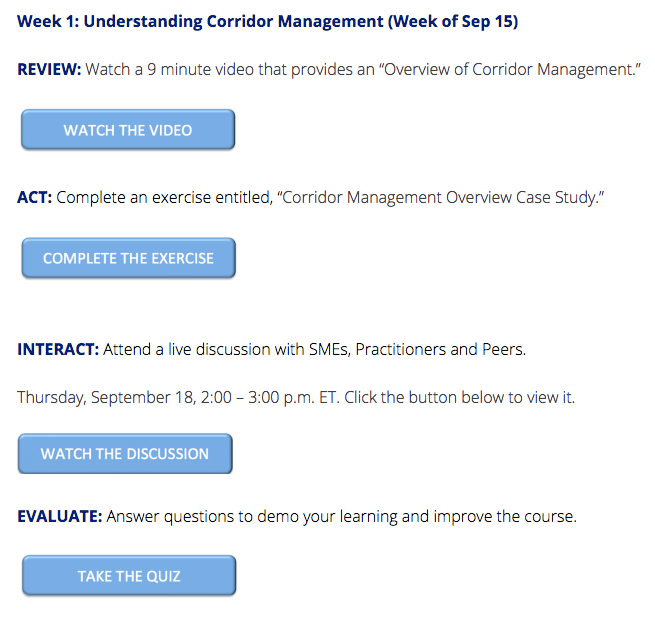 Week 1: Understanding Corridor Management (Week of Sep 15)
REVIEW: Watch a 9 minute video that provides an “Overview of Corridor Management.”
WATCH THE VIDEO
ACT: Complete an exercise entitled, “Corridor Management Overview Case Study.”
COMPLETE THE EXERCISE
INTERACT: Attend a live discussion with SMEs, Practitioners and Peers.
Thursday, September 18, 2:00 – 3:00 p.m. ET. Click the button below to view it.
WATCH THE DISCUSSION
EVALUATE: Answer questions to demo your learning and improve the course.
TAKE THE QUIZ